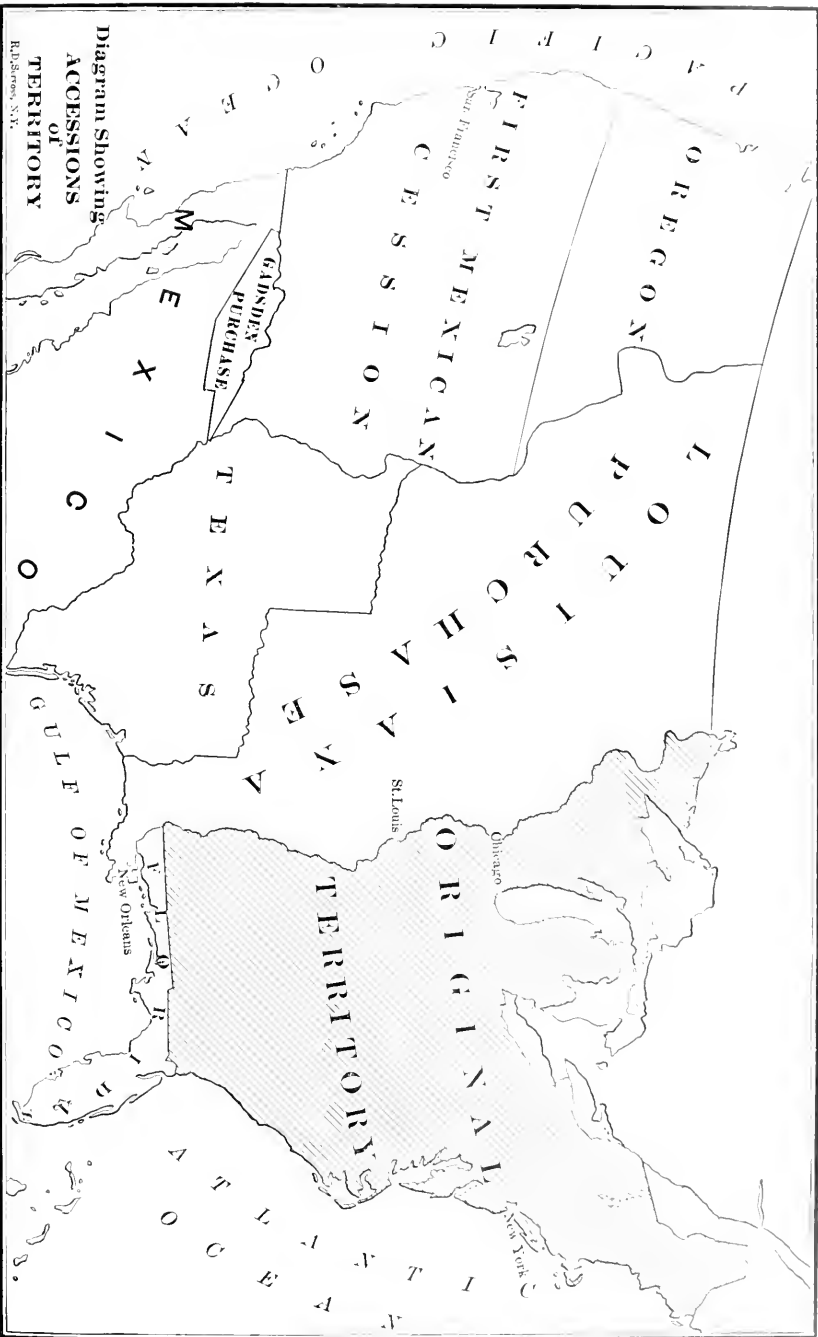 Diagram Showing
ACCESSIONS
of
TERRITORY
R.D. Servoss, N.Y.
PACIFIC
OCEAN
OREGON
FIRST MEXICAN
CESSION
San Francisco
GADSDEN
PURCHASE
MEXICO
TEXAS
LOUISIANA
PURCHASE
St. Louis
Chicago
ORIGINAL
TERRITORY
New York
New Orleans
FLORIDA
GULF OF MEXICO
ATLANTIC
OCEAN